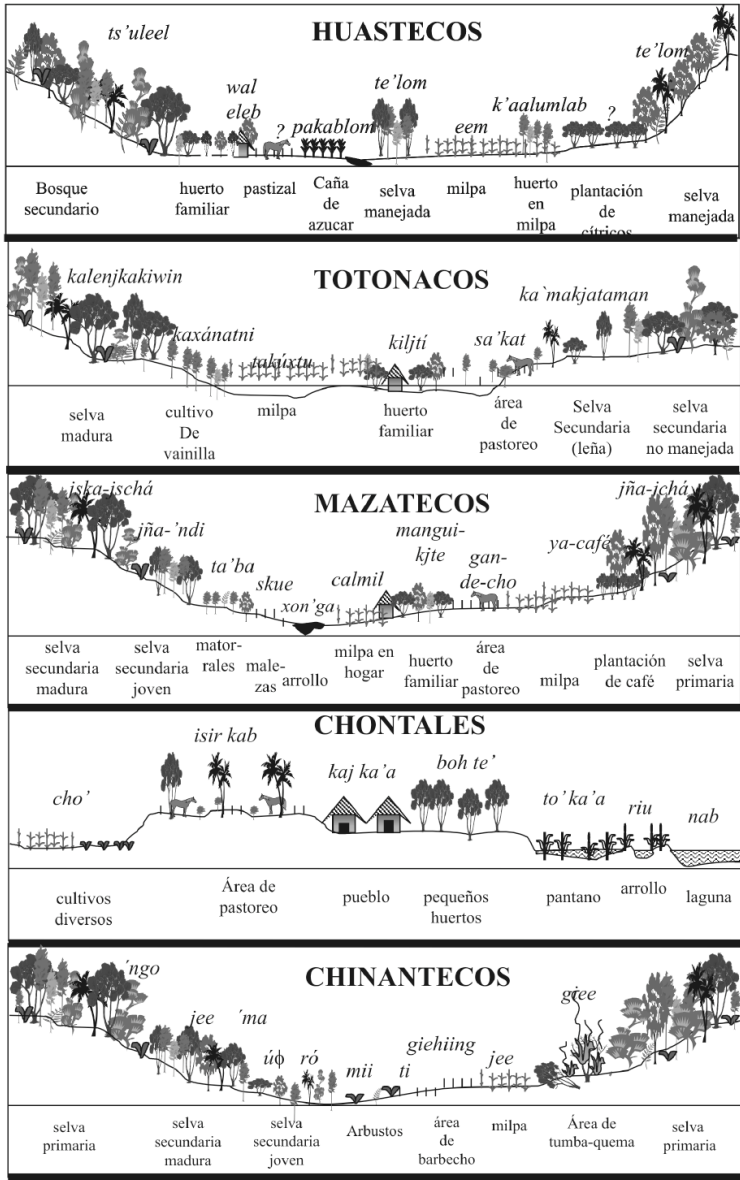 HUASTECOS
ts’uleel
wal
eleb
?
pakablom
te’lom
eem
k’aalumlab
?
te’lom
Bosque
secundario
huerto
familiar
pastizal
Caña
de
azucar
selva
manejada
milpa
huerto
en
milpa
plantación
de
cítricos
selva
manejada
TOTONACOS
kalenjkakiwin
kaxánatni
takúxtu
kiljtí
sa’kat
ka`makjataman
selva
madura
cultivo
De
vainilla
milpa
huerto
familiar
área
de
pastoreo
Selva
Secundaria
(leña)
selva
secundaria
no manejada
MAZATECOS
jska-ischá
jña-’ndi
ta’ba
skue
xon’ga
calmil
mangui-
kjte
gan-
de-cho
ya-café
jña-jchá
selva
secundaria
madura
selva
secundaria
joven
mator-
rales
male-
zas
arrollo
milpa en
hogar
huerto
familiar
área
de
pastoreo
milpa
plantación
de café
selva
primaria
CHONTALES
cho’
isir kab
kaj ka’a
boh te’
to’ ka’a
riu
nab
cultivos
diversos
Área de
pastoreo
pueblo
pequeños
huertos
pantano
arrollo
laguna
CHINANTECOS
´ngo
jee ´ma
úɸ ró
mii
ti
giehiing
jee
giee
selva
primaria
selva
secundaria
madura
selva
secundaria
joven
Arbustos
área
de
barbecho
milpa
Área de
tumba-quema
selva
primaria